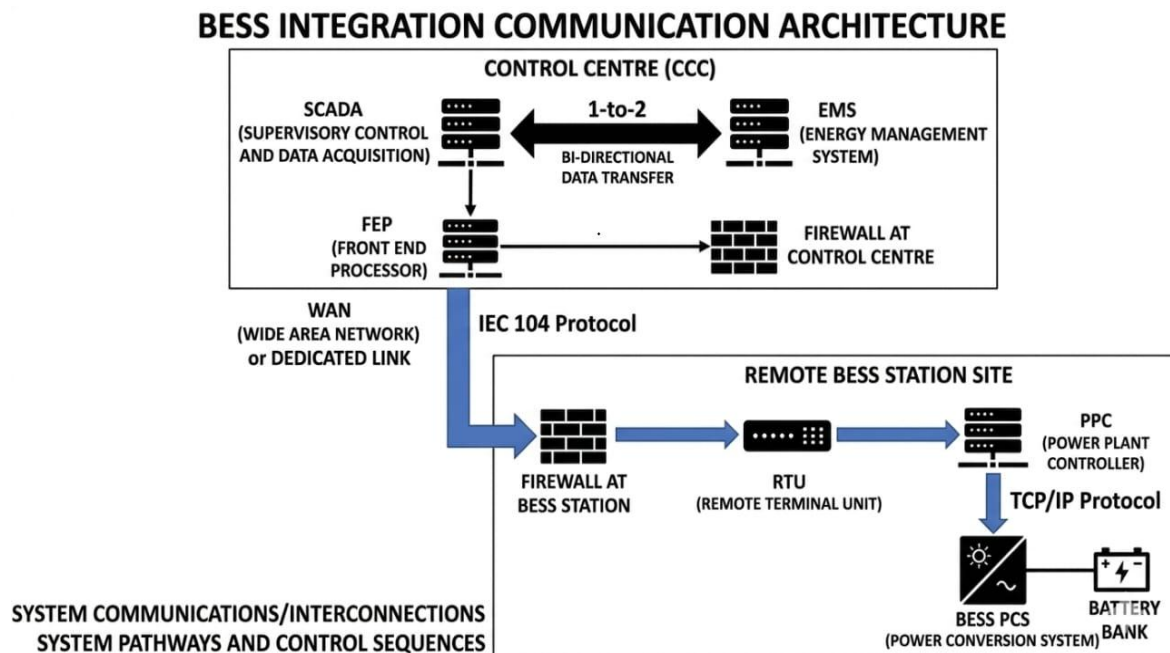 BESS INTEGRATION COMMUNICATION ARCHITECTURE
CONTROL CENTRE (CCC)
SCADA
(SUPERVISORY CONTROL
AND DATA ACQUISITION)
1-to-2
BI-DIRECTIONAL
DATA TRANSFER
EMS
(ENERGY MANAGEMENT
SYSTEM)
FEP
(FRONT END
PROCESSOR)
FIREWALL AT
CONTROL CENTRE
WAN
(WIDE AREA NETWORK)
or DEDICATED LINK
IEC 104 Protocol
REMOTE BESS STATION SITE
FIREWALL AT
BESS STATION
RTU
(REMOTE TERMINAL UNIT)
PPC
(POWER PLANT
CONTROLLER)
TCP/IP Protocol
BESS PCS
(POWER CONVERSION SYSTEM)
BATTERY
BANK
SYSTEM COMMUNICATIONS/INTERCONNECTIONS
SYSTEM PATHWAYS AND CONTROL SEQUENCES